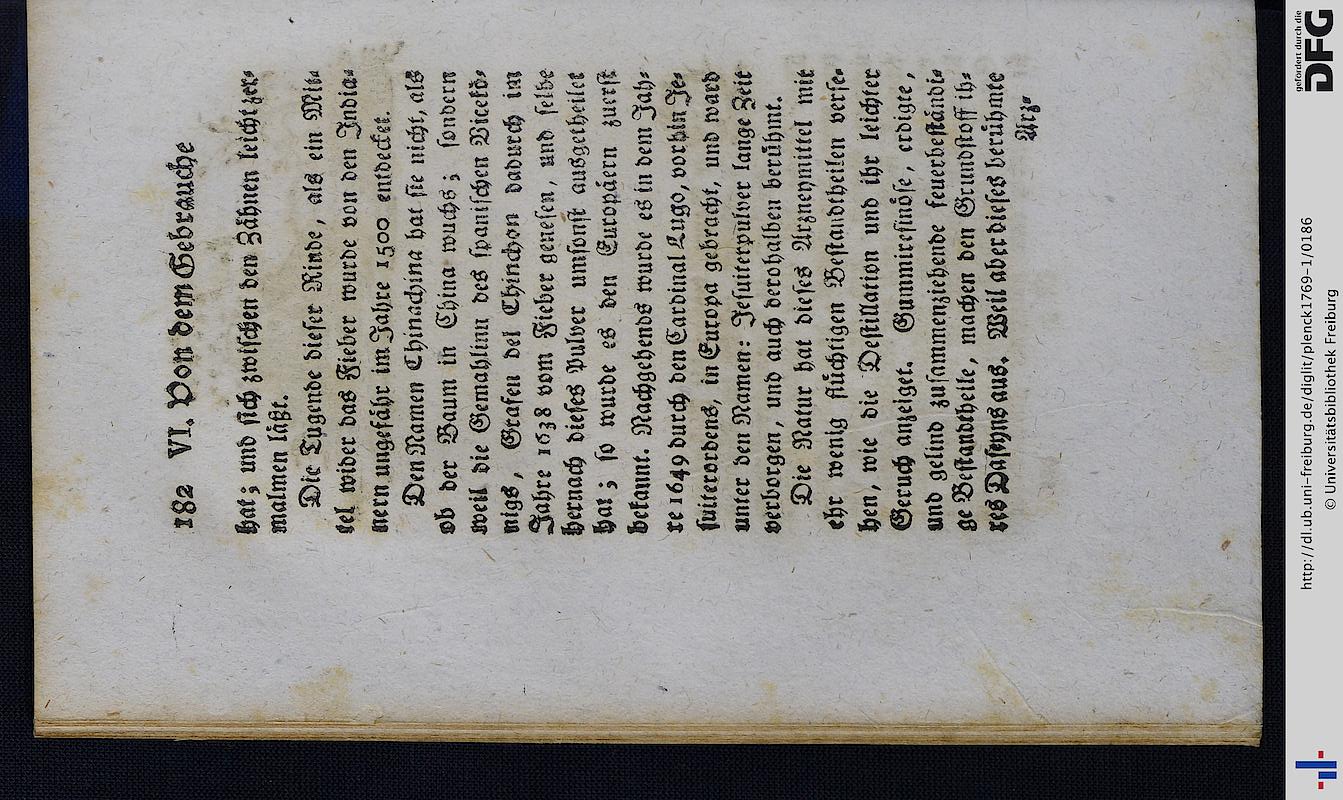 182 VI. Von dem Gebrauche
hat; und sich zwischen den Zähnen leicht zer-
malmen läßt.
Die Tugende dieser Rinde, als ein Mit-
tel wider das Fieber wurde von den India-
nern ungefähr im Jahre 1500 entdecket.
Den Namen Chinachina hat sie nicht, als
ob der Baum in China wuchs; sondern
weil die Gemahlinn des spanischen Vicekö-
nigs, Grafen del Chinchon dadurch im
Jahre 1638 vom Fieber genesen, und selbe
hernach dieses Pulver umsonst ausgetheilet
hat; so wurde es den Europäern zuerst
bekannt. Nachgehends wurde es in dem Jah-
re 1649 durch den Cardinal Lugo, vorhin Je-
suiterordens, in Europa gebracht, und ward
unter den Namen: Jesuiterpulver lange Zeit
verborgen, und auch derohalben berühmt.
Die Natur hat dieses Arzneymittel mit
ehr wenig flüchtigen Bestandtheilen verse-
hen, wie die Destillation und ihr leichter
Geruch anzeiget. Gummiresinöse, erdigte,
und gelind zusammenziehende feuerbeständi-
ge Bestandtheile, machen den Grundstoff ih-
res Daseyns aus. Weil aber dieses berühmte
Arz-
http://dl.ub.uni-freiburg.de/diglit/plenck1769-1/0186
© Universitätsbibliothek Freiburg
gefördert durch die
DFG